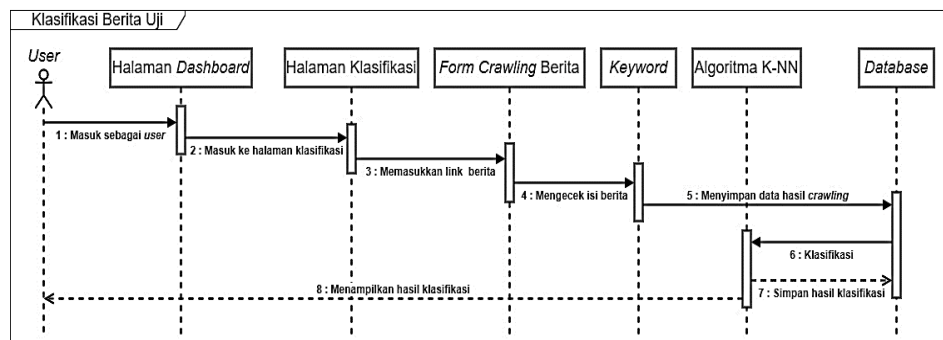 Klasifikasi Berita Uji
User
Halaman Dashboard
Halaman Klasifikasi
Form Crawling Berita
Keyword
Algoritma K-NN
Database
1 : Masuk sebagai user
2 : Masuk ke halaman klasifikasi
3 : Memasukkan link berita
4 : Mengecek isi berita
5 : Menyimpan data hasil crawling
6 : Klasifikasi
7 : Simpan hasil klasifikasi
8 : Menampilkan hasil klasifikasi